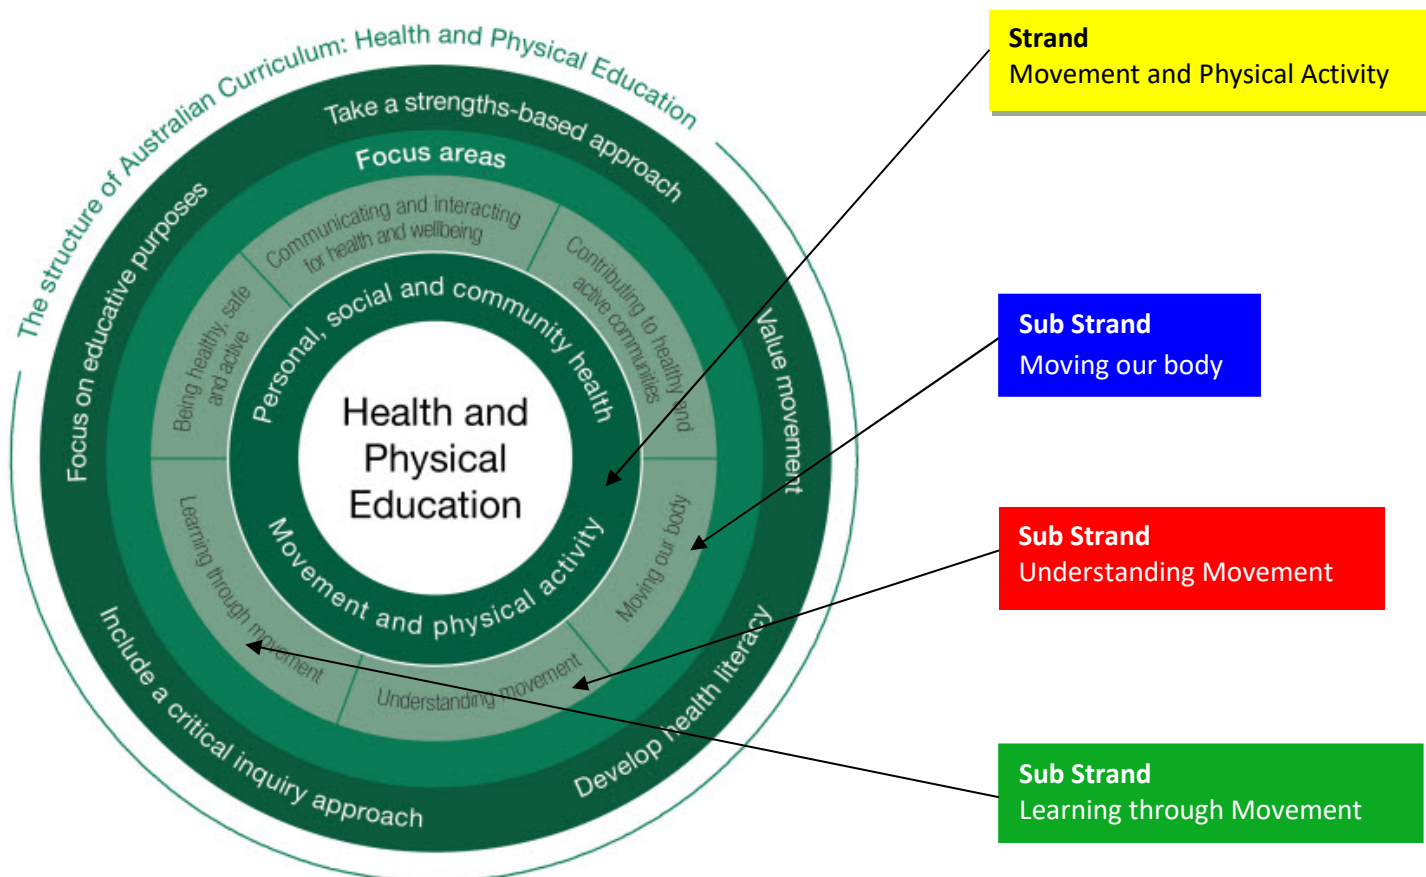 The structure of Australian Curriculum: Health and Physical Education
Take a strengths-based approach
Focus on educative purposes
Value movement
Include a critical inquiry approach
Develop health literacy
Focus areas
Communicating and interacting
for health and wellbeing
Contributing to healthy and
active communities
Being healthy, safe
and active
Learning through movement
Understanding movement
Moving our body
Personal, social and community health
Movement and physical activity
Health and
Physical
Education
Strand
Movement and Physical Activity
Sub Strand
Moving our body
Sub Strand
Understanding Movement
Sub Strand
Learning through Movement